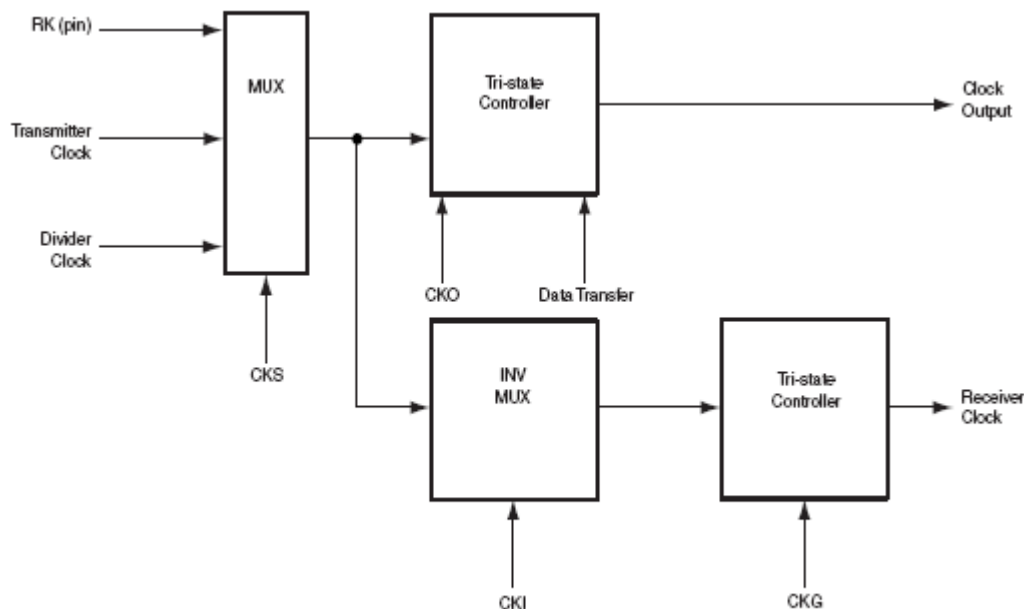 RK (pin)
MUX
Tri-state
Controller
Clock
Output
Transmitter
Clock
Divider
Clock
CKO
Data Transfer
CKS
INV
MUX
Tri-state
Controller
Receiver
Clock
CKI
CKG